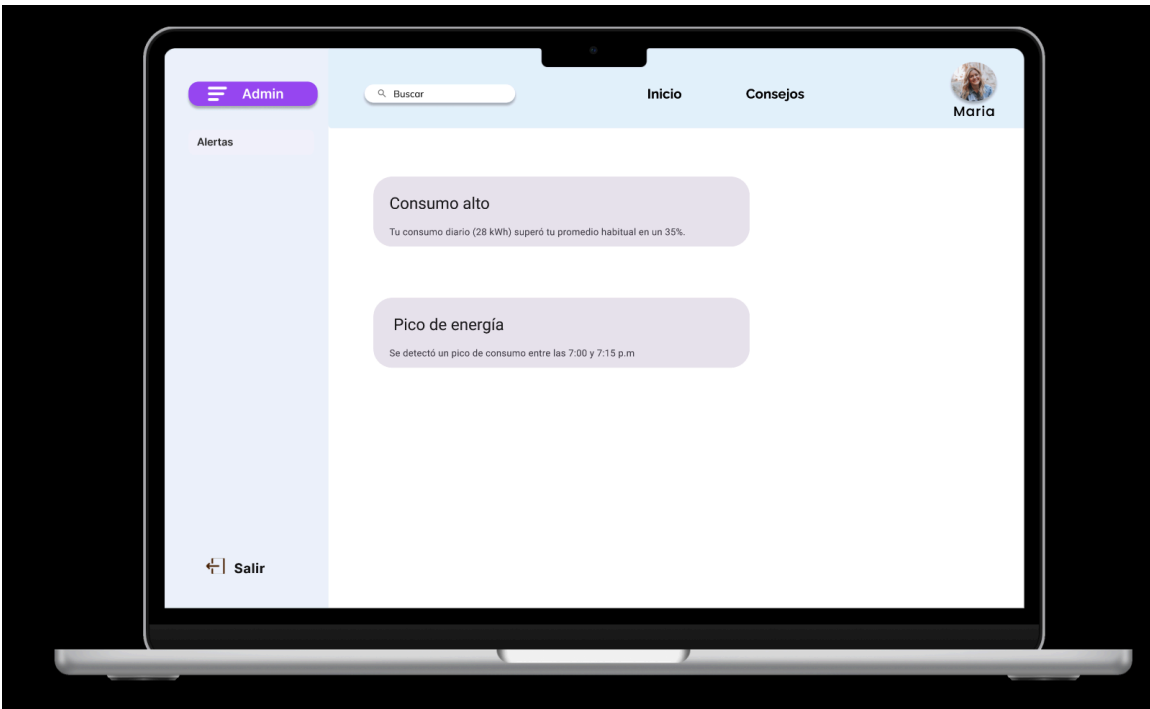 Admin
Buscar
Inicio
Consejos
Maria
Alertas
Consumo alto
Tu consumo diario (28 kWh) superó tu promedio habitual en un 35%.
Pico de energía
Se detectó un pico de consumo entre las 7:00 y 7:15 p.m
Salir